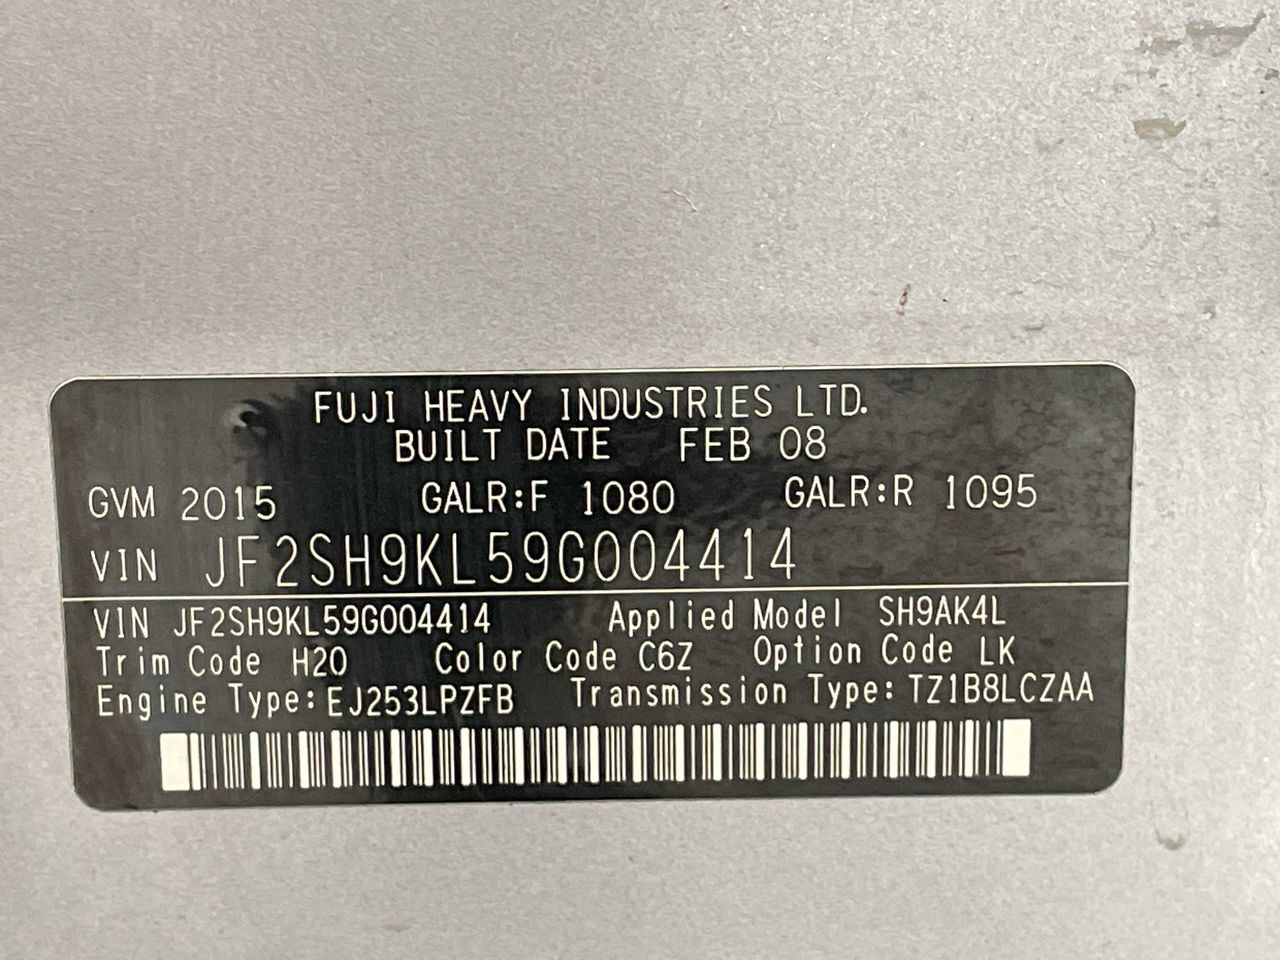 FUJI HEAVY INDUSTRIES LTD.
BUILT DATE FEB 08
GVM 2015 GALR:F 1080 GALR:R 1095
VIN JF2SH9KL59G004414
VIN JF2SH9KL59G004414 Applied Model SH9AK4L
Trim Code H20 Color Code C6Z Option Code LK
Engine Type: EJ253LPZFB Transmission Type: TZ1B8LCZAA